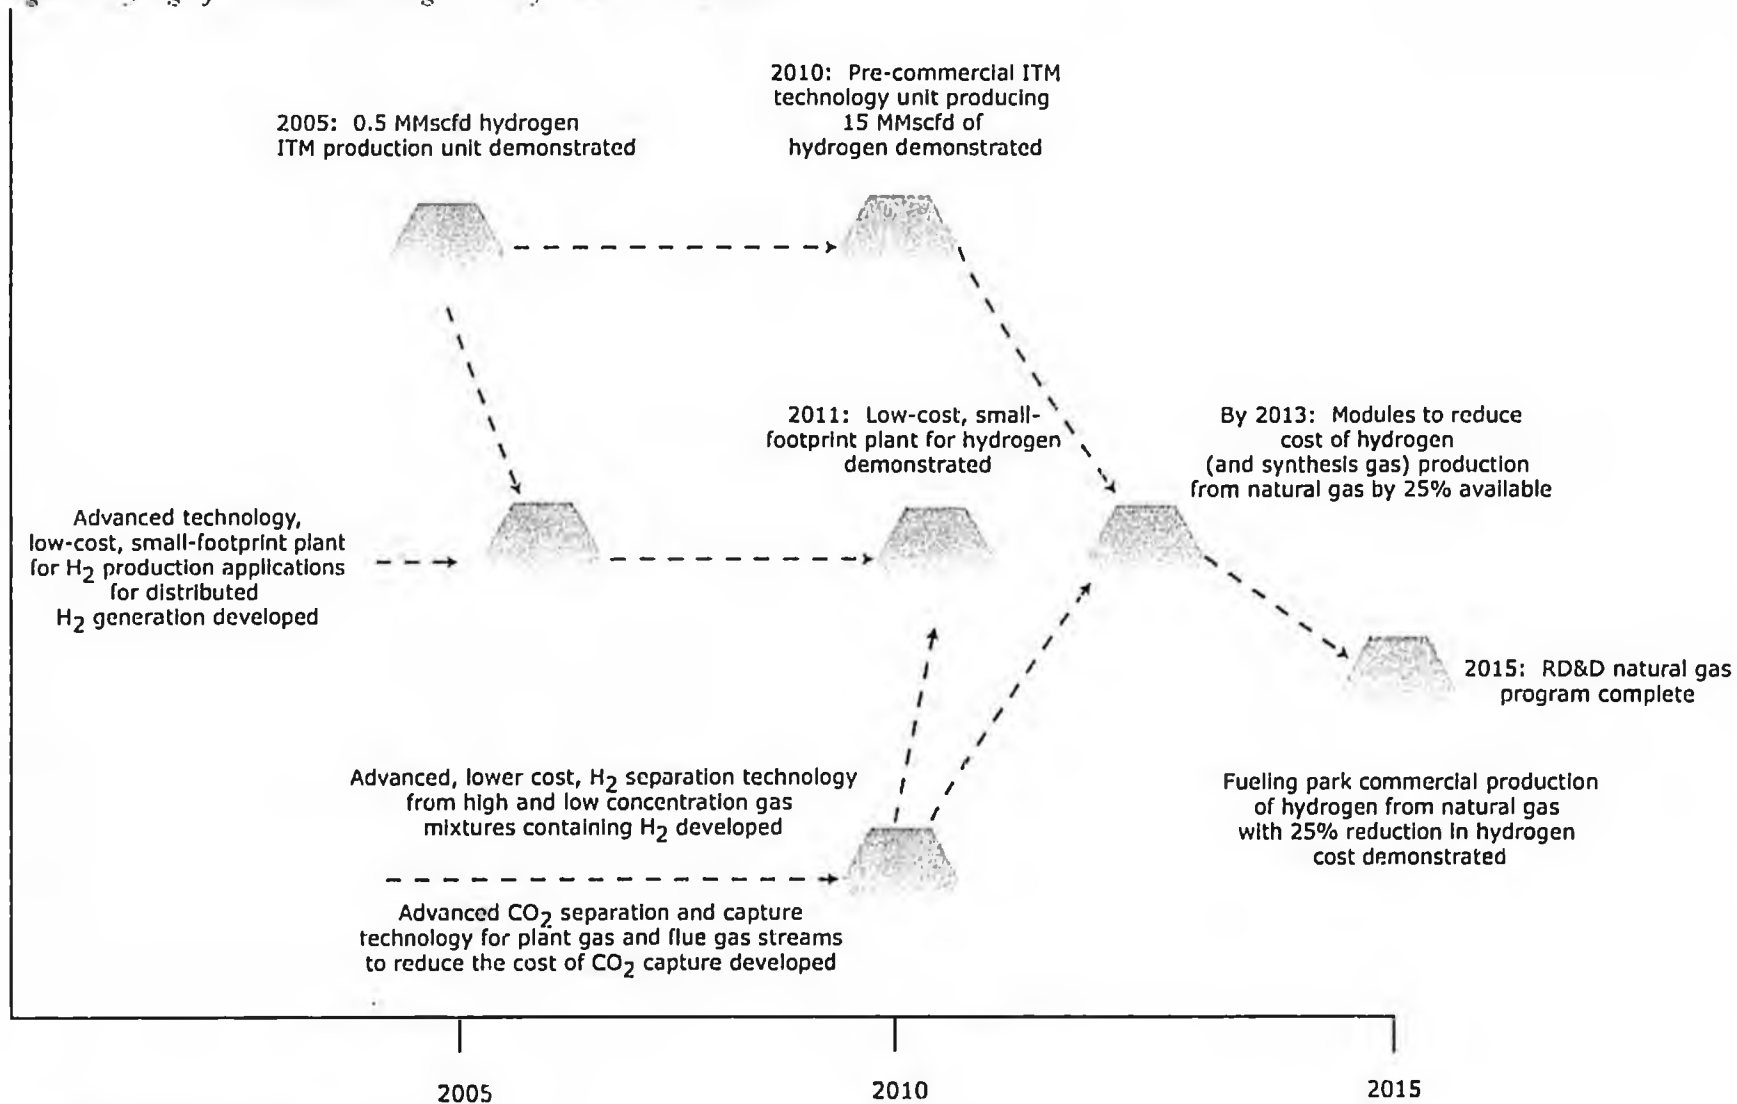 2010: Pre-commercial ITM
technology unit producing
15 MMscfd of
hydrogen demonstrated
2005: 0.5 MMscfd hydrogen
ITM production unit demonstrated
2011: Low-cost, small-
footprint plant for hydrogen
demonstrated
By 2013: Modules to reduce
cost of hydrogen
(and synthesis gas) production
from natural gas by 25% available
Advanced technology,
low-cost, small-footprint plant
for H2 production applications
for distributed
H2 generation developed
2015: RD&D natural gas
program complete
Advanced, lower cost, H2 separation technology
from high and low concentration gas
mixtures containing H2 developed
Fueling park commercial production
of hydrogen from natural gas
with 25% reduction in hydrogen
cost demonstrated
Advanced CO2 separation and capture
technology for plant gas and flue gas streams
to reduce the cost of CO2 capture developed
2005
2010
2015